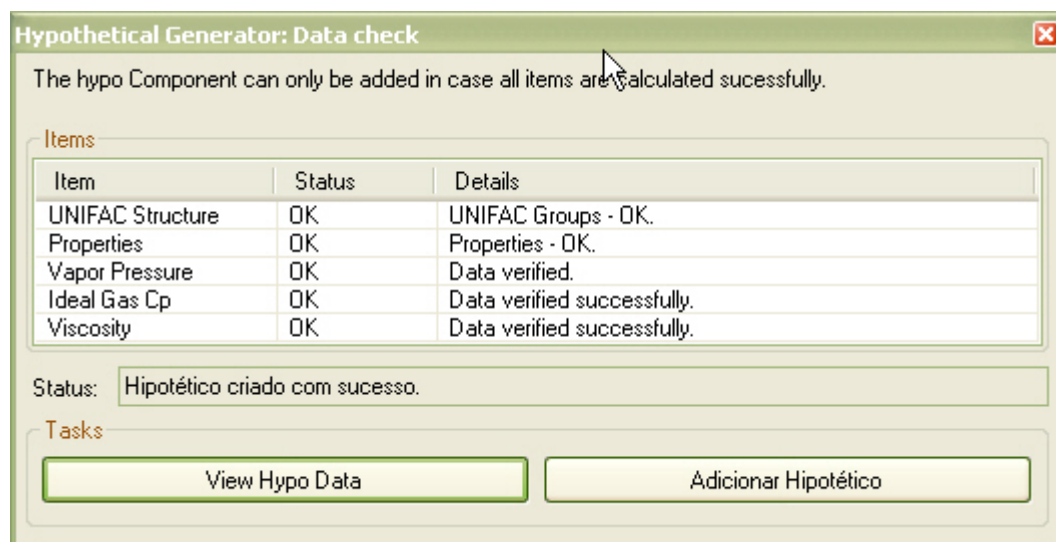 Hypothetical Generator: Data check
The hypo Component can only be added in case all items are calculated sucessfully.
Items
Item Status Details
UNIFAC Structure OK UNIFAC Groups - OK.
Properties OK Properties - OK.
Vapor Pressure OK Data verified.
Ideal Gas Cp OK Data verified successfully.
Viscosity OK Data verified successfully.
Status: Hipotético criado com sucesso.
Tasks
View Hypo Data Adicionar Hipotético